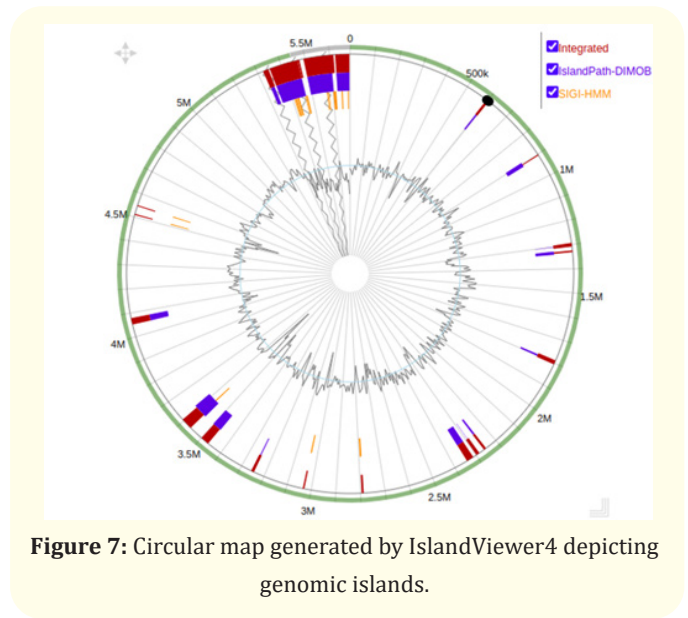 5.5M
0
500k
1M
1.5M
2M
2.5M
3M
3.5M
4M
4.5M
5M
Integrated
IslandPath-DIMOB
SIGI-HMM
Figure 7: Circular map generated by IslandViewer4 depicting
genomic islands.